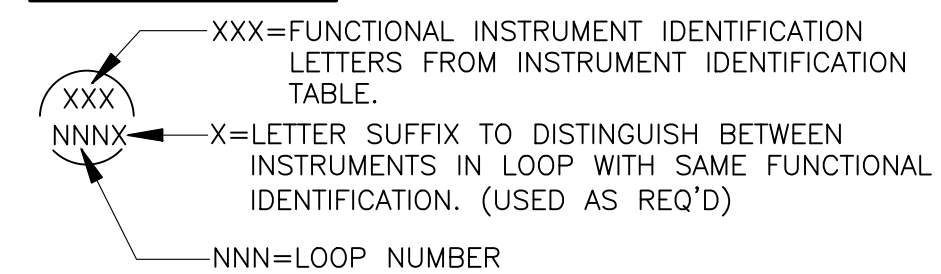 XXX=FUNCTIONAL INSTRUMENT IDENTIFICATION
LETTERS FROM INSTRUMENT IDENTIFICATION
TABLE.
XXX
NNNX
X=LETTER SUFFIX TO DISTINGUISH BETWEEN
INSTRUMENTS IN LOOP WITH SAME FUNCTIONAL
IDENTIFICATION. (USED AS REQ'D)
NNN=LOOP NUMBER